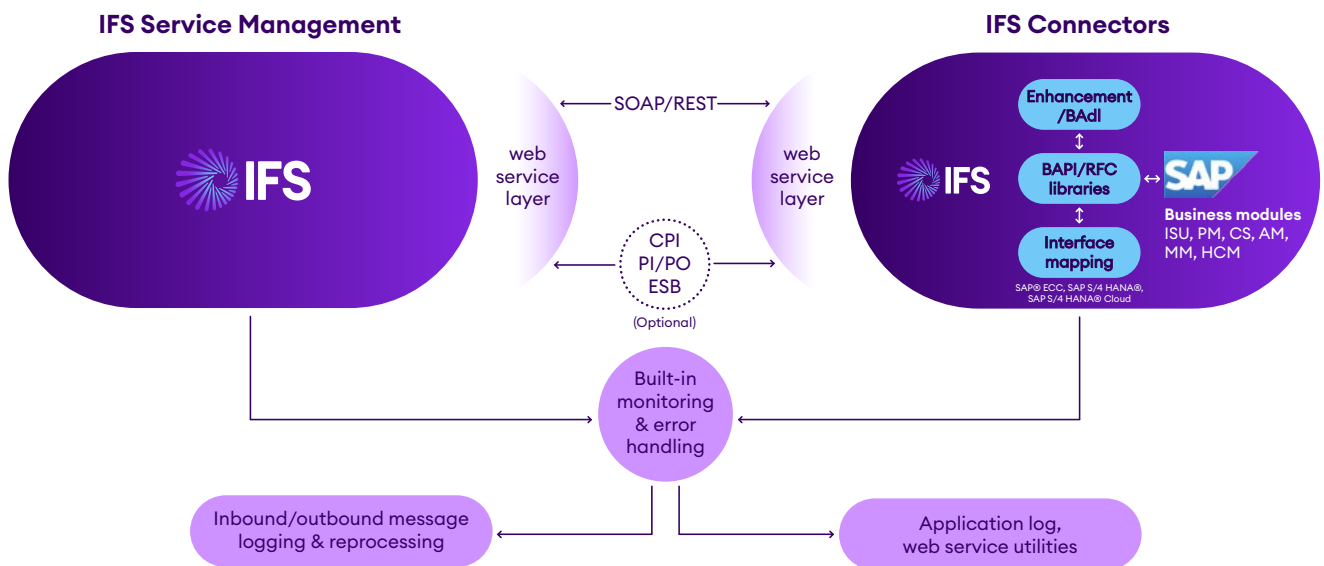 IFS Service Management
IFS Connectors
IFS
web
service
layer
SOAP/REST
CPI
PI/PO
ESB
(Optional)
web
service
layer
IFS
Enhancement
/BAdl
BAPI/RFC
libraries
Interface
mapping
SAP® ECC, SAP S/4 HANA®,
SAP S/4 HANA® Cloud
SAP
Business modules
ISU, PM, CS, AM,
MM, HCM
Built-in
monitoring
& error
handling
Inbound/outbound message
logging & reprocessing
Application log,
web service utilities